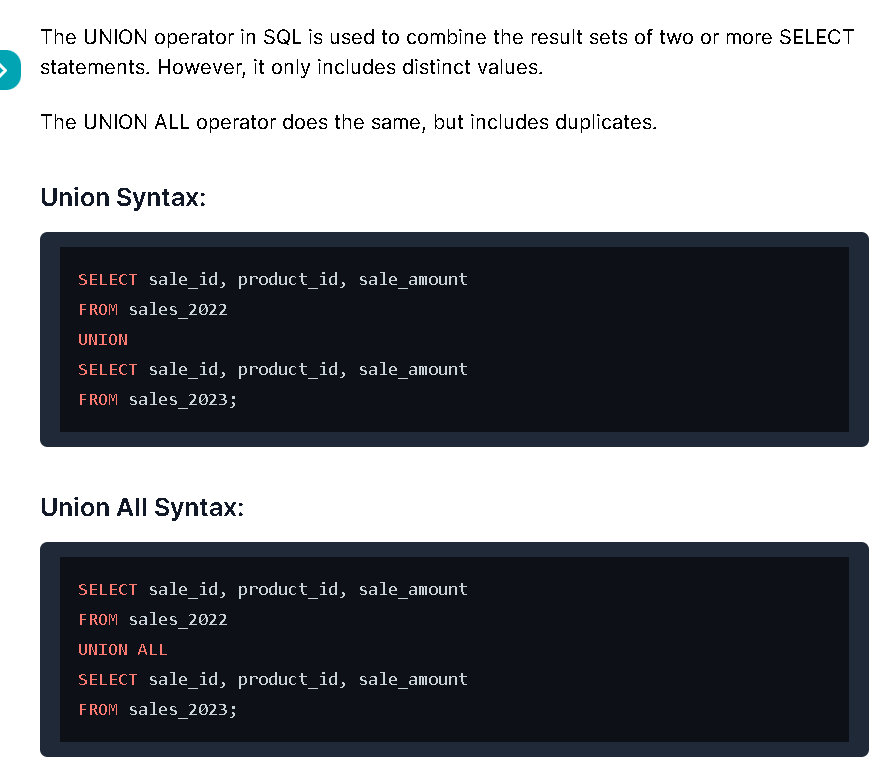 The UNION operator in SQL is used to combine the result sets of two or more SELECT
statements. However, it only includes distinct values.
The UNION ALL operator does the same, but includes duplicates.
Union Syntax:
SELECT sale_id, product_id, sale_amount
FROM sales_2022
UNION
SELECT sale_id, product_id, sale_amount
FROM sales_2023;
Union All Syntax:
SELECT sale_id, product_id, sale_amount
FROM sales_2022
UNION ALL
SELECT sale_id, product_id, sale_amount
FROM sales_2023;